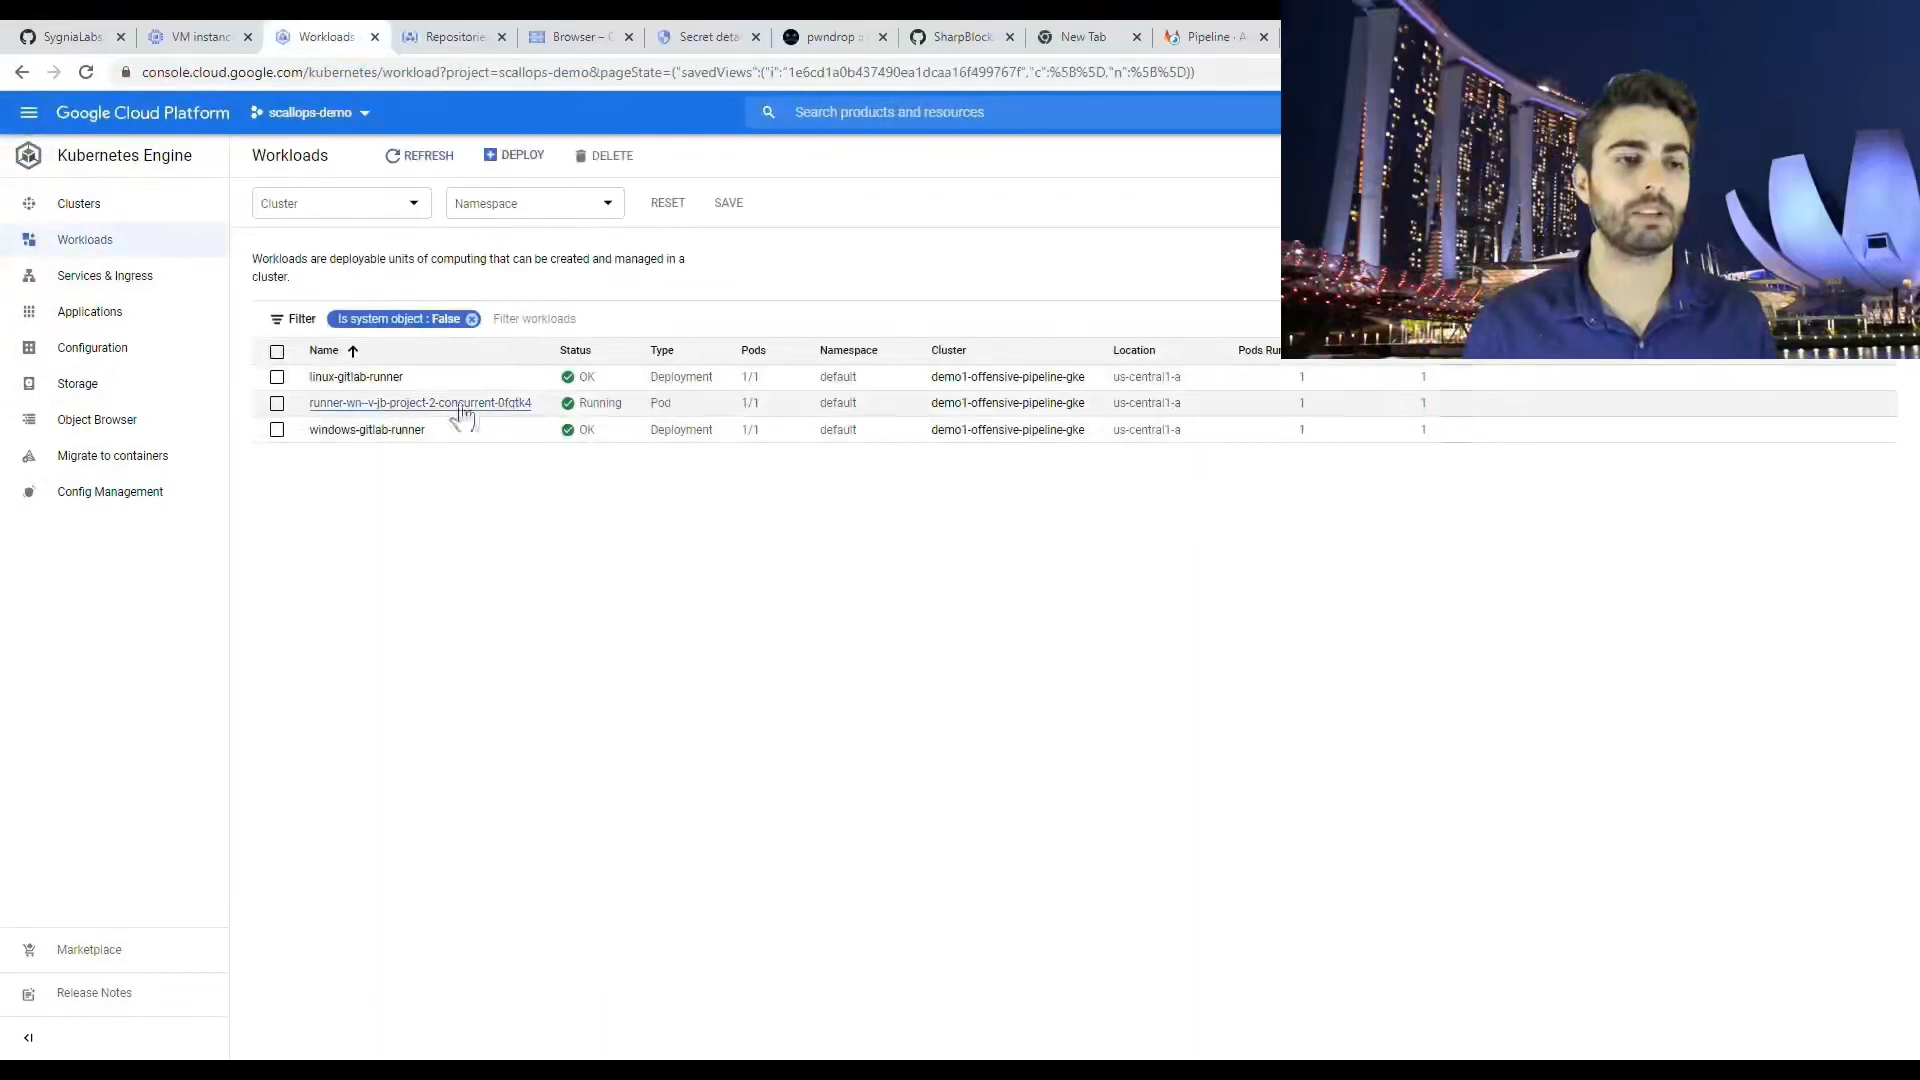 SygniaLabs
VM instanc
Workloads
Repositorie
Browser – C
Secret deta
pwndrop ::
SharpBlock
New Tab
Pipeline · A
console.cloud.google.com/kubernetes/workload?project=scallops-demo&pageState=("savedViews":("i":"1e6cd1a0b437490ea1dcaa16f499767f","c":%5B%5D,"n":%5B%5D))
Google Cloud Platform
scallops-demo
Search products and resources
Kubernetes Engine
Workloads
REFRESH
DEPLOY
DELETE
Clusters
Workloads
Services & Ingress
Applications
Configuration
Storage
Object Browser
Migrate to containers
Config Management
Marketplace
Release Notes
Cluster
Namespace
RESET
SAVE
Workloads are deployable units of computing that can be created and managed in a
cluster.
Filter
Is system object : False
Filter workloads
Name Status Type Pods Namespace Cluster Location Pods Run
linux-gitlab-runner OK Deployment 1/1 default demo1-offensive-pipeline-gke us-central1-a 1 1
runner-wn--v-jb-project-2-concurrent-0fqtk4 Running Pod 1/1 default demo1-offensive-pipeline-gke us-central1-a 1 1
windows-gitlab-runner OK Deployment 1/1 default demo1-offensive-pipeline-gke us-central1-a 1 1